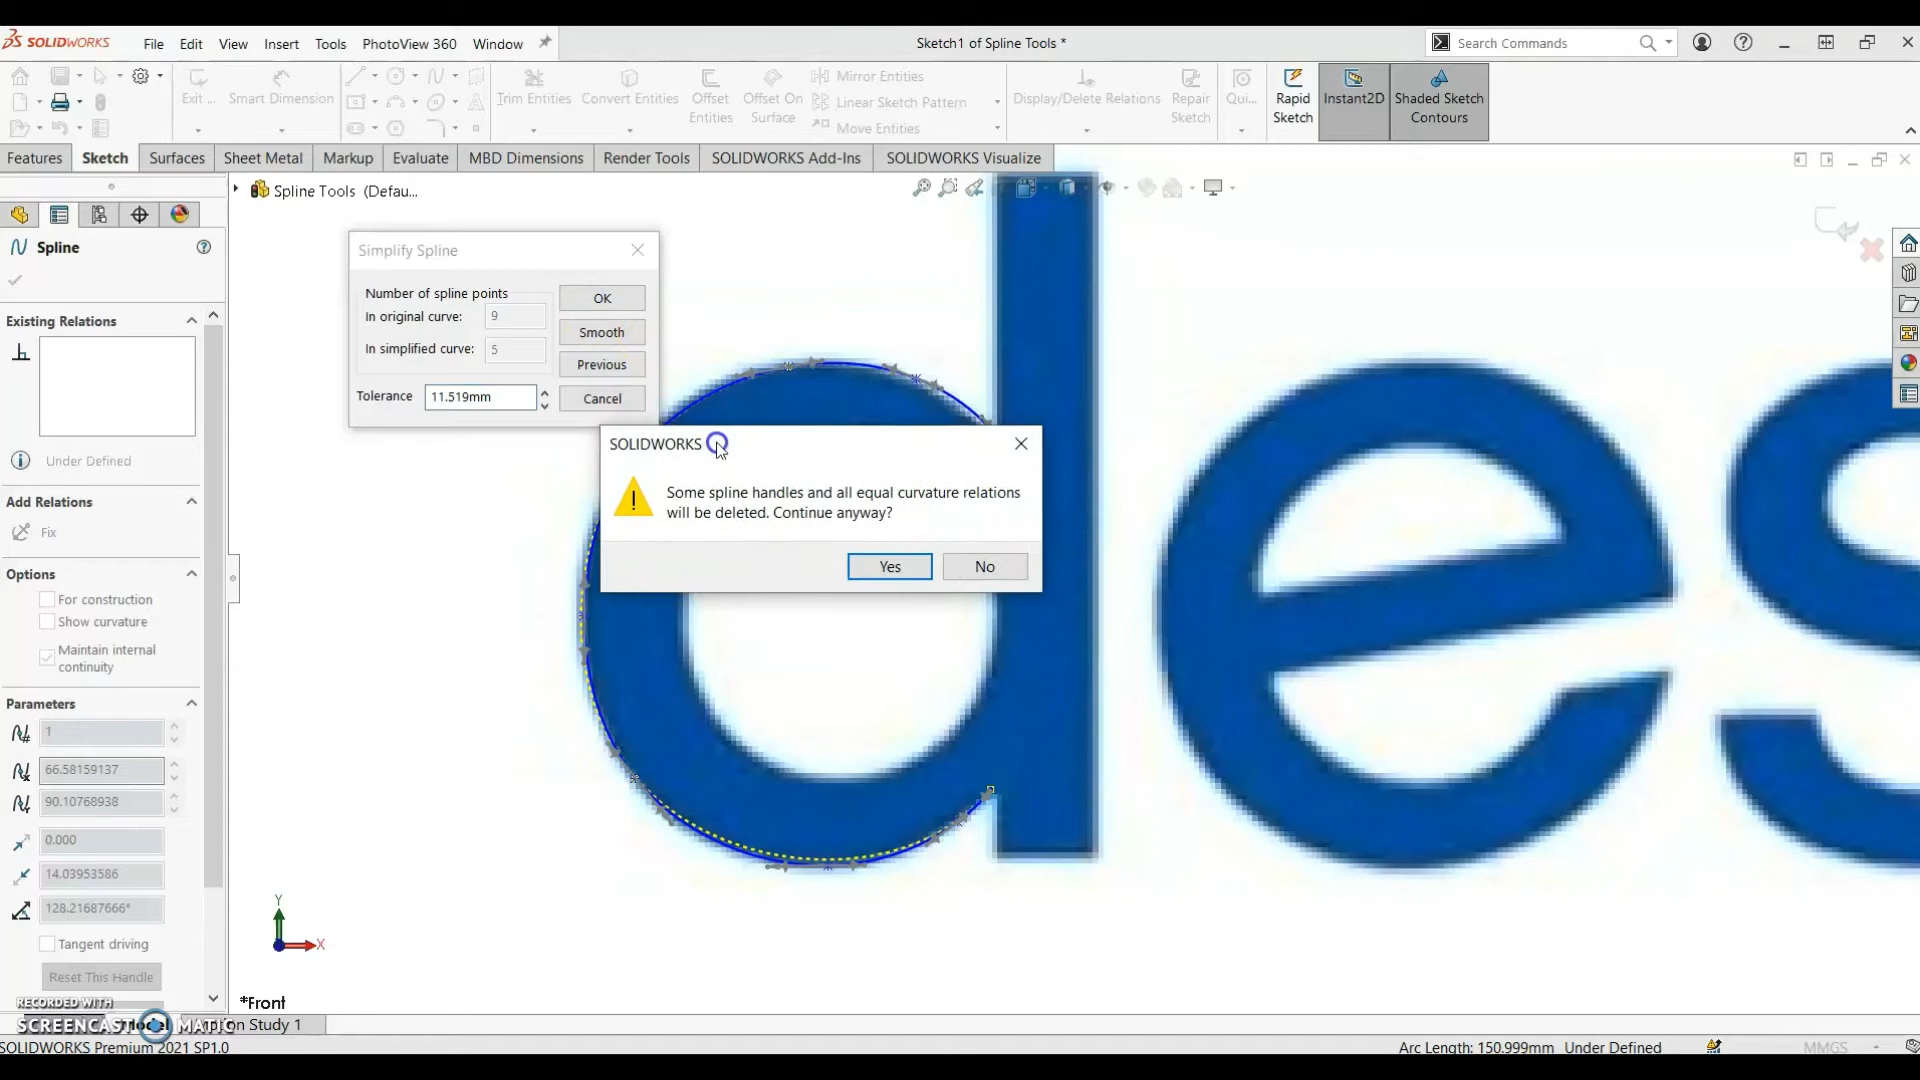 SOLIDWORKS
File Edit View Insert Tools PhotoView 360 Window
Sketch1 of Spline Tools *
Search Commands
Exit ...
Smart Dimension
Trim Entities
Convert Entities
Offset Entities
Offset On Surface
Mirror Entities
Linear Sketch Pattern
Move Entities
Display/Delete Relations
Repair Sketch
Qui...
Rapid Sketch
Instant2D
Shaded Sketch Contours
Features Sketch Surfaces Sheet Metal Markup Evaluate MBD Dimensions Render Tools SOLIDWORKS Add-Ins SOLIDWORKS Visualize
Spline Tools (Defau...
Spline
Existing Relations
Under Defined
Add Relations
Fix
Options
For construction
Show curvature
Maintain internal
continuity
Parameters
1
66.58159137
90.10768938
0.000
14.03953586
128.21687666°
Tangent driving
Reset This Handle
Simplify Spline
Number of spline points
In original curve: 9
In simplified curve: 5
Tolerance 11.519mm
OK
Smooth
Previous
Cancel
SOLIDWORKS
Some spline handles and all equal curvature relations
will be deleted. Continue anyway?
Yes No
des
Y
X
*Front
RECORDED WITH
SCREENCAST MATIC
Study 1
SOLIDWORKS Premium 2021 SP1.0
Arc Length: 150.999mm Under Defined MMGS